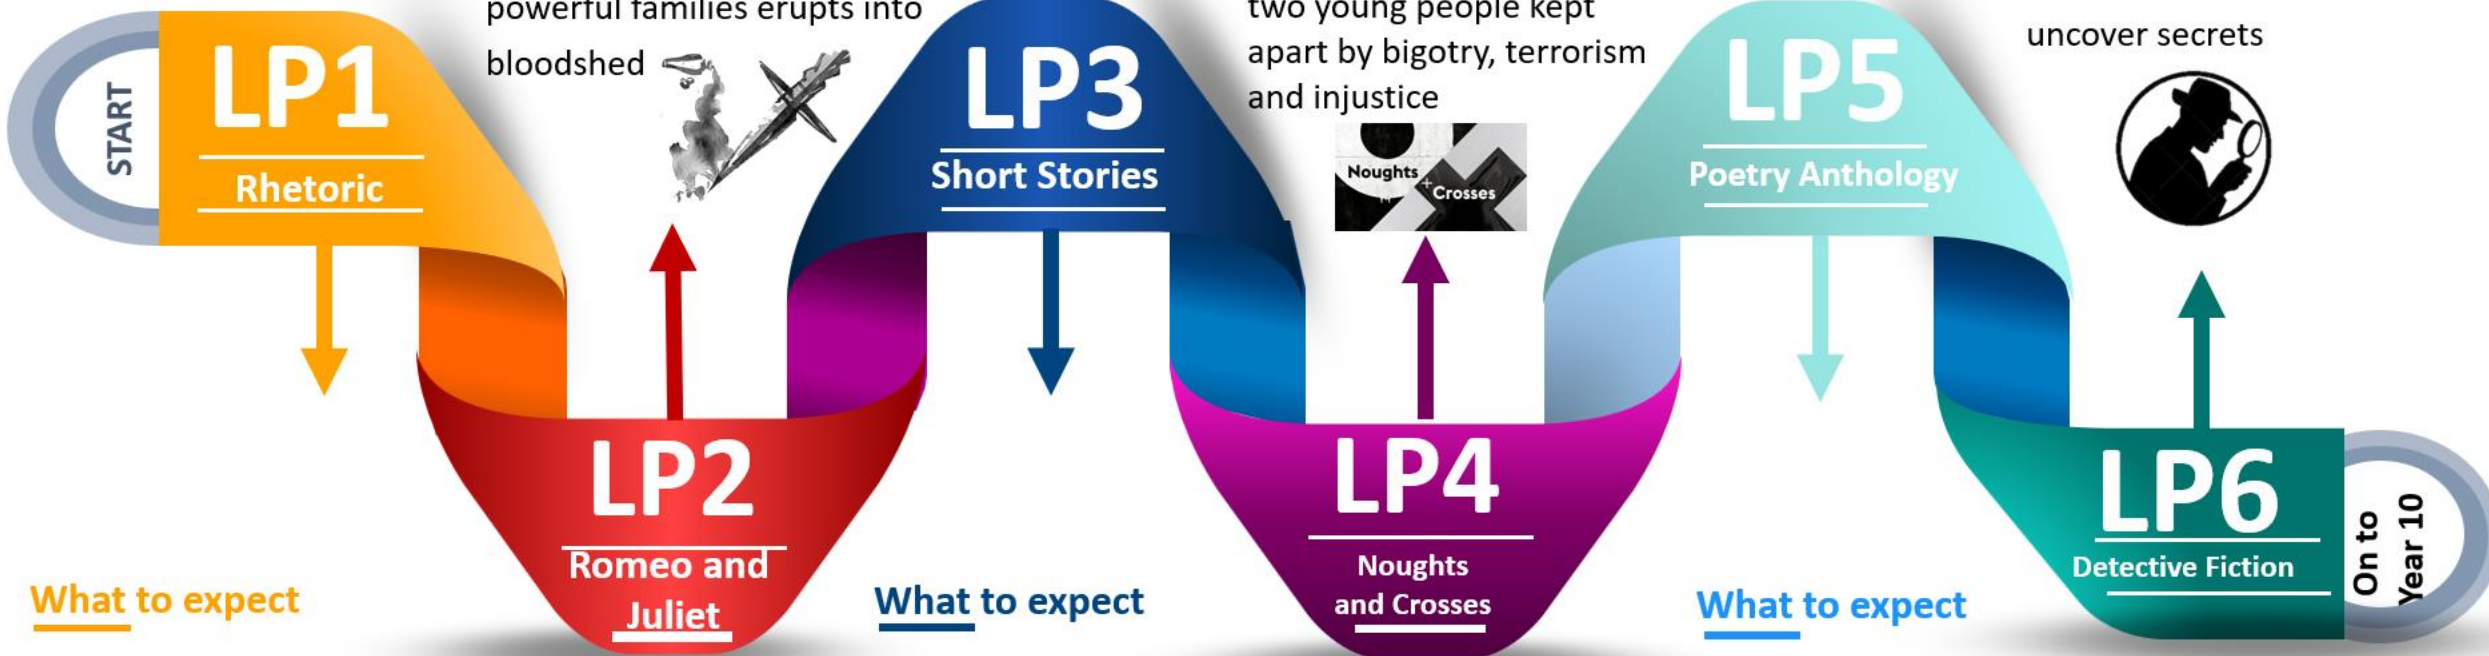 START
LP1
Rhetoric
What to expect
powerful families erupts into
bloodshed
LP2
Romeo and
Juliet
LP3
Short Stories
What to expect
two young people kept
apart by bigotry, terrorism
and injustice
Noughts
+
Crosses
LP4
Noughts
and Crosses
LP5
Poetry Anthology
What to expect
uncover secrets
LP6
Detective Fiction
On to
Year 10